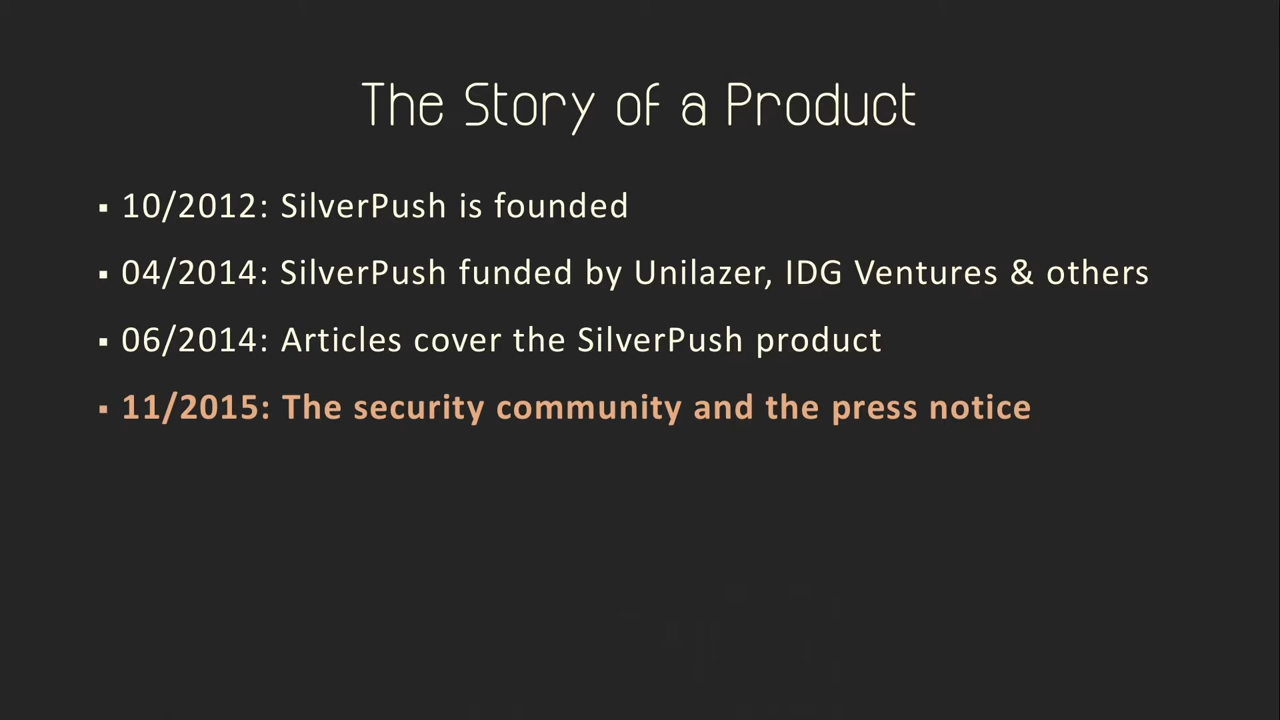 The Story of a Product
▪ 10/2012: SilverPush is founded
▪ 04/2014: SilverPush funded by Unilazer, IDG Ventures & others
▪ 06/2014: Articles cover the SilverPush product
▪ 11/2015: The security community and the press notice